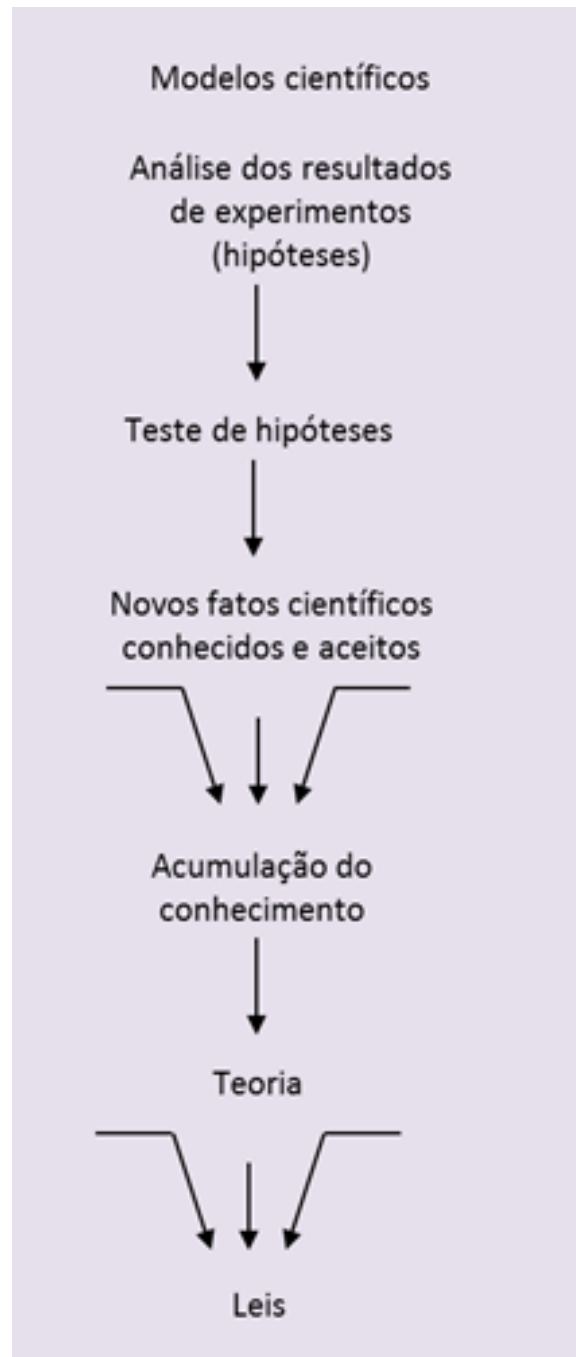 Modelos científicos
Análise dos resultados
de experimentos
(hipóteses)
Teste de hipóteses
Novos fatos científicos
conhecidos e aceitos
Acumulação do
conhecimento
Teoria
Leis